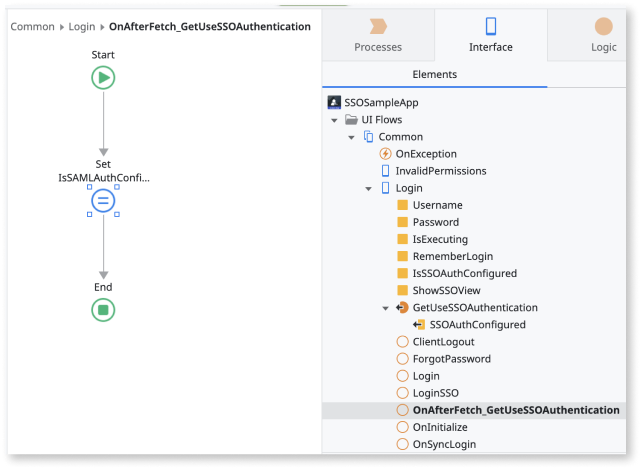 Common > Login > OnAfterFetch_GetUseSSOAuthentication
Start
Set
IsSAMLAuthConfi...
End
Processes
Interface
Logic
Elements
SSOSampleApp
UI Flows
Common
OnException
InvalidPermissions
Login
Username
Password
IsExecuting
RememberLogin
IsSSOAuthConfigured
ShowSSOView
GetUseSSOAuthentication
SSOAuthConfigured
ClientLogout
ForgotPassword
Login
LoginSSO
OnAfterFetch_GetUseSSOAuthentication
OnInitialize
OnSyncLogin